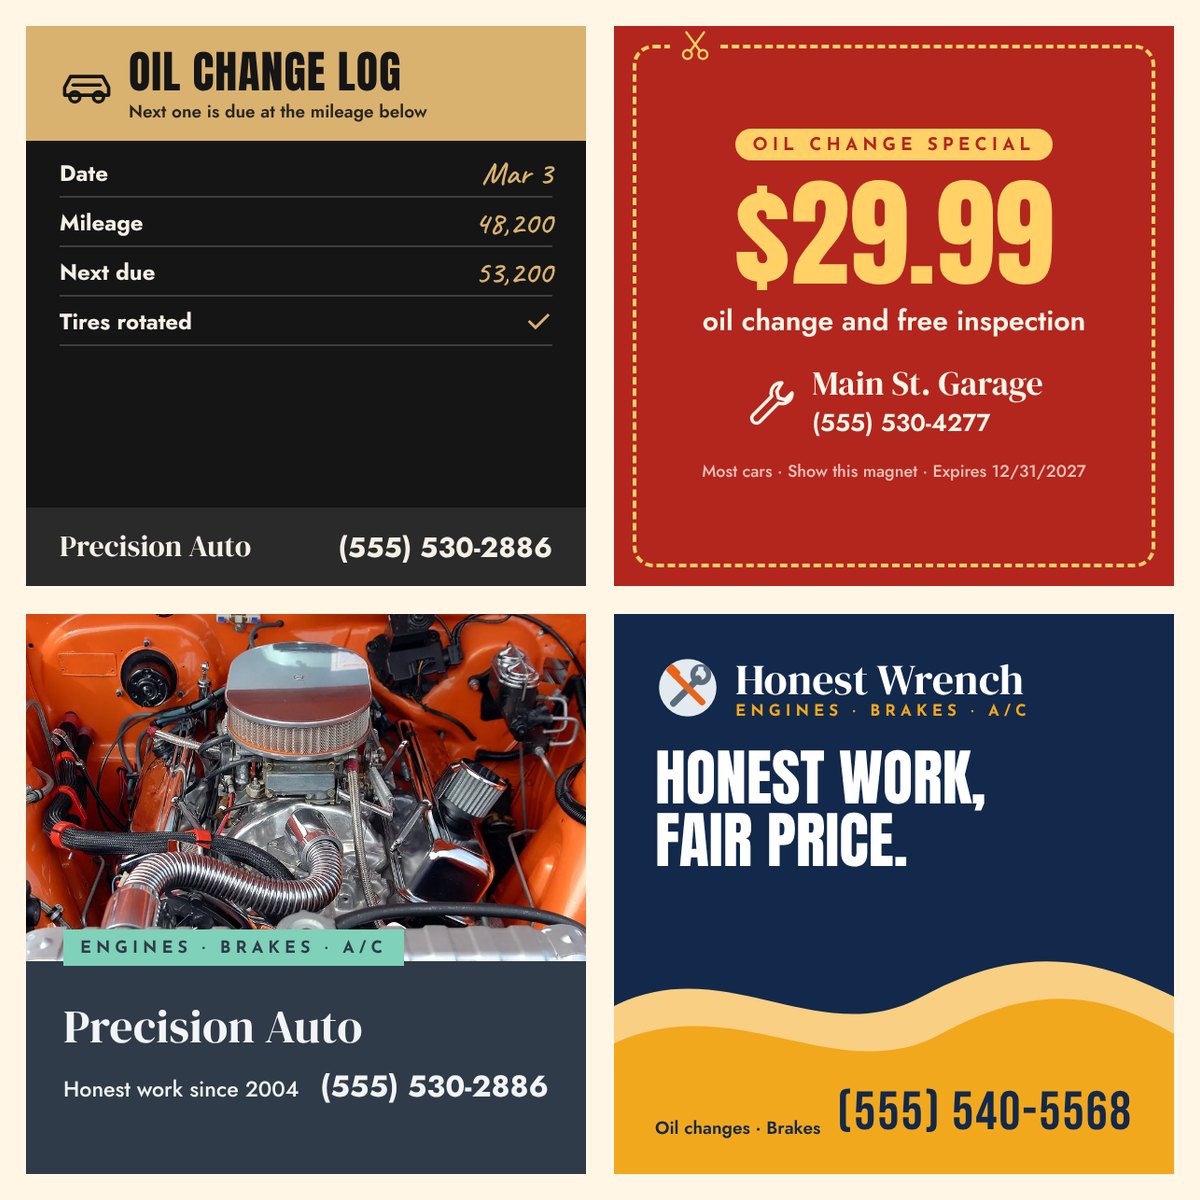 OIL CHANGE LOG
Next one is due at the mileage below
Date Mar 3
Mileage 48,200
Next due 53,200
Tires rotated ✓
Precision Auto (555) 530-2886
OIL CHANGE SPECIAL
$29.99
oil change and free inspection
Main St. Garage
(555) 530-4277
Most cars · Show this magnet · Expires 12/31/2027
ENGINES · BRAKES · A/C
Precision Auto
Honest work since 2004 (555) 530-2886
Honest Wrench
ENGINES · BRAKES · A/C
HONEST WORK,
FAIR PRICE.
Oil changes · Brakes (555) 540-5568